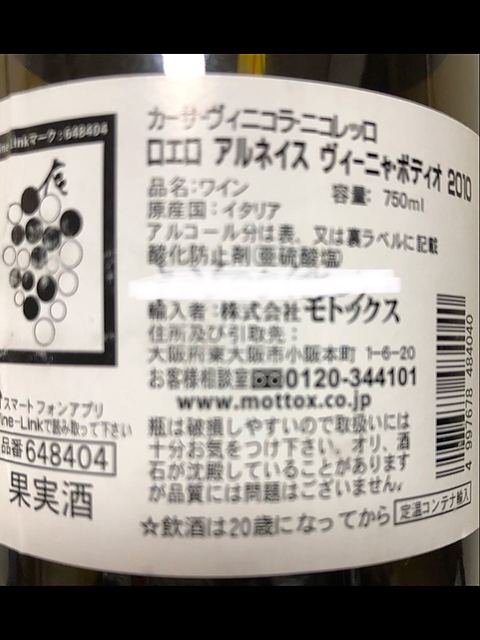 ine-Linkマーク:648404
カーサ・ヴィニコラ・ニコレッロ
ロエロ アルネイス ヴィーニャ・ボディオ 2010
品名:ワイン 容量: 750ml
原産国:イタリア
アルコール分は表、又は裏ラベルに記載
酸化防止剤(亜硫酸塩)
輸入者:株式会社モトックス
住所及び引取先:
大阪府東大阪市小阪本町 1-6-20
お客様相談室 0120-344101
www.mottox.co.jp
瓶は破損しやすいので取扱いには
十分お気をつけ下さい。オリ、酒
石が沈殿していることがあります
が品質には問題はございません。
☆飲酒は20歳になってから
定温コンテナ輸入
スマートフォンアプリ
ine-Linkで読み取って下さい
品番648404
果実酒
4 997678 484040